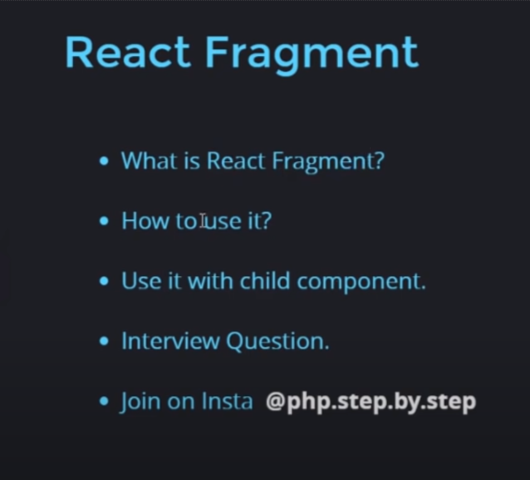 React Fragment
What is React Fragment?
How to use it?
Use it with child component.
Interview Question.
Join on Insta @php.step.by.step